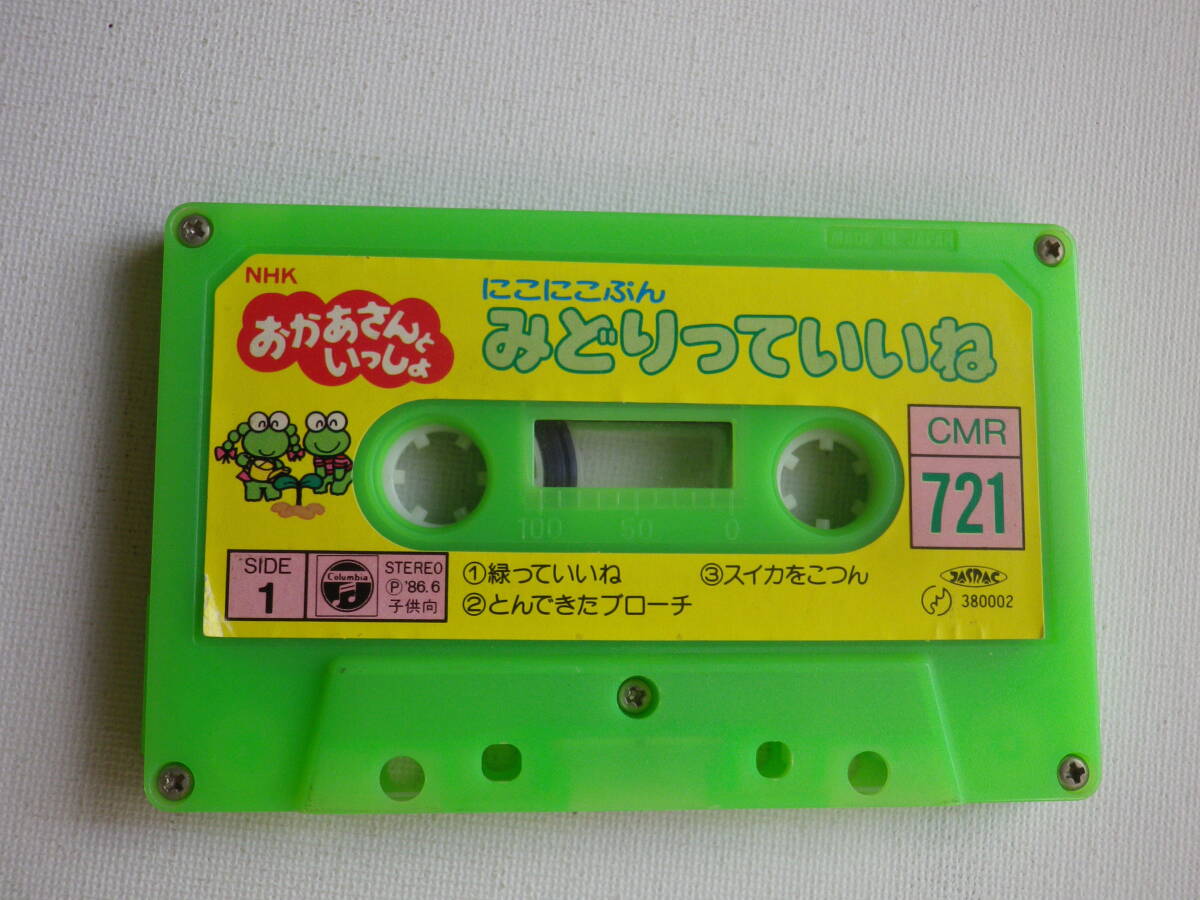 MADE IN JAPAN
NHK
おかあさんと
いっしょ
にこにこぷん
みどりっていいね
CMR
721
100 50 0
SIDE
1
Columbia
STEREO
Ⓟ'86.6
子供向
①緑っていいね
②とんできたブローチ
③スイカをこつん
JASRAC
380002